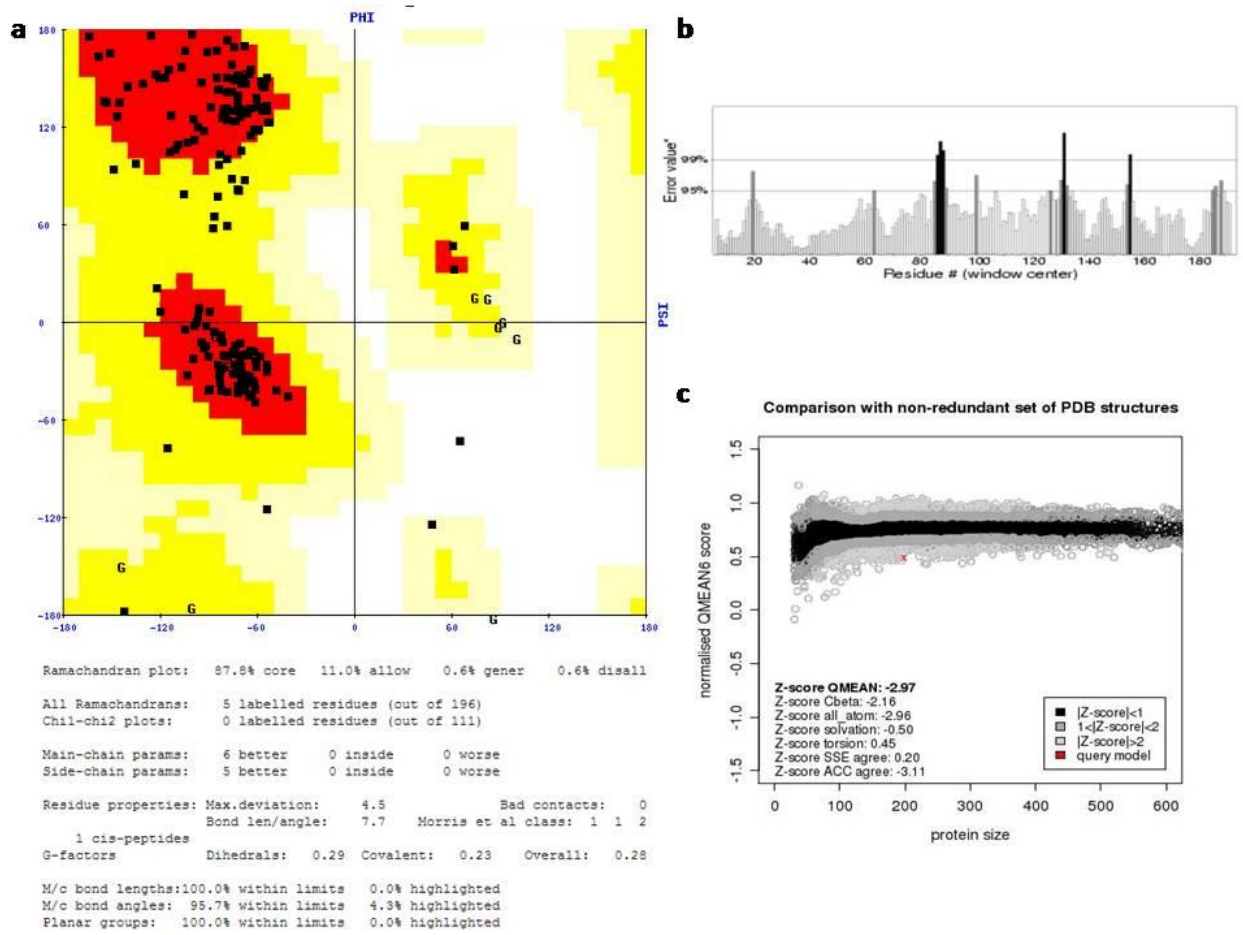 a
PHI
180
120
60
0
-60
-120
-180
-180
-120
-60
0
60
120
180
PSI
G
G
G
G
G
G
G
G
Ramachandran plot: 87.8% core 11.0% allow 0.6% gener 0.6% disall
All Ramachandrans: 5 labelled residues (out of 196)
Chi1-chi2 plots: 0 labelled residues (out of 111)
Main-chain params: 6 better 0 inside 0 worse
Side-chain params: 5 better 0 inside 0 worse
Residue properties: Max.deviation: 4.5 Bad contacts: 0
Bond len/angle: 7.7 Morris et al class: 1 1 2
1 cis-peptides
G-factors Dihedrals: 0.29 Covalent: 0.23 Overall: 0.28
M/c bond lengths:100.0% within limits 0.0% highlighted
M/c bond angles: 95.7% within limits 4.3% highlighted
Planar groups: 100.0% within limits 0.0% highlighted
b
Error value*
99%
95%
20 40 60 80 100 120 140 160 180
Residue # (window center)
c
Comparison with non-redundant set of PDB structures
normalised QMEAN6 score
1.5
1.0
0.5
0.0
-0.5
-1.0
-1.5
Z-score QMEAN: -2.97
Z-score Cbeta: -2.16
Z-score all_atom: -2.96
Z-score solvation: -0.50
Z-score torsion: 0.45
Z-score SSE agree: 0.20
Z-score ACC agree: -3.11
|Z-score|<1
1<|Z-score|<2
|Z-score|>2
query model
0 100 200 300 400 500 600
protein size